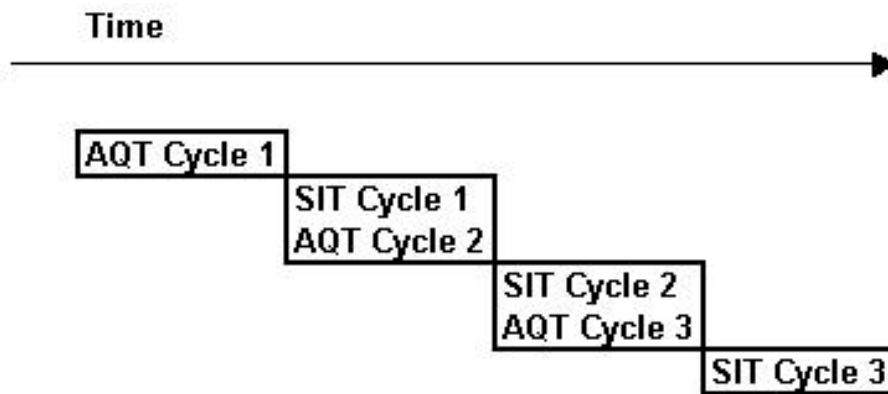 Time
AQT Cycle 1
SIT Cycle 1
AQT Cycle 2
SIT Cycle 2
AQT Cycle 3
SIT Cycle 3